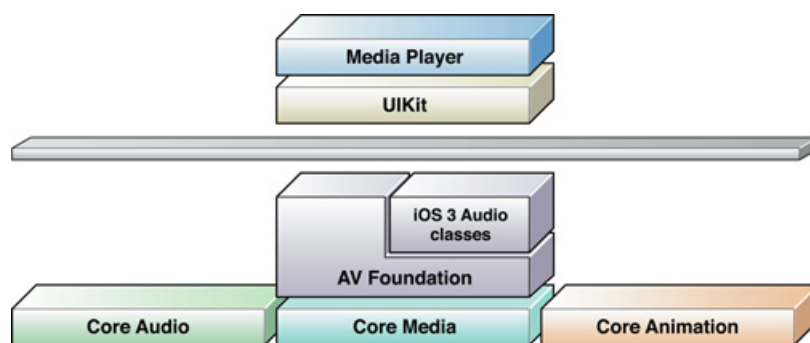 Media Player
UIKit
iOS 3 Audio
classes
AV Foundation
Core Audio
Core Media
Core Animation